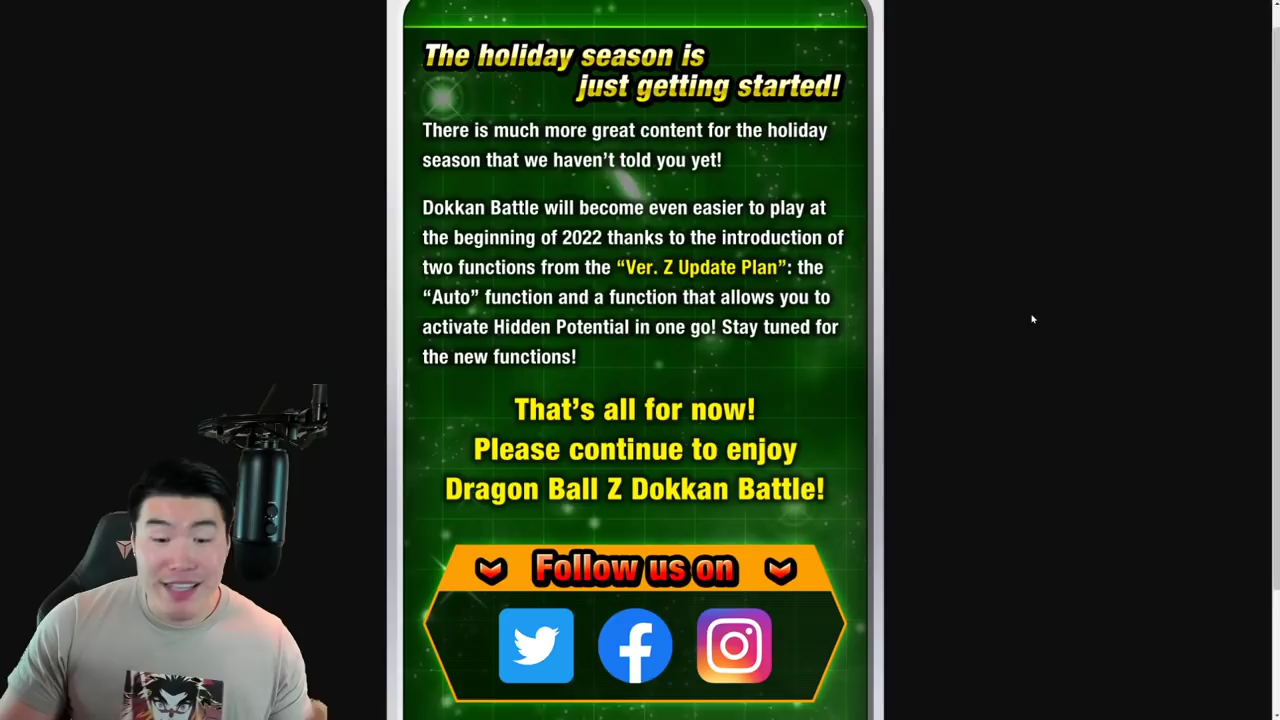 The holiday season is
just getting started!
There is much more great content for the holiday
season that we haven't told you yet!
Dokkan Battle will become even easier to play at
the beginning of 2022 thanks to the introduction of
two functions from the “Ver. Z Update Plan”: the
“Auto” function and a function that allows you to
activate Hidden Potential in one go! Stay tuned for
the new functions!
That's all for now!
Please continue to enjoy
Dragon Ball Z Dokkan Battle!
Follow us on